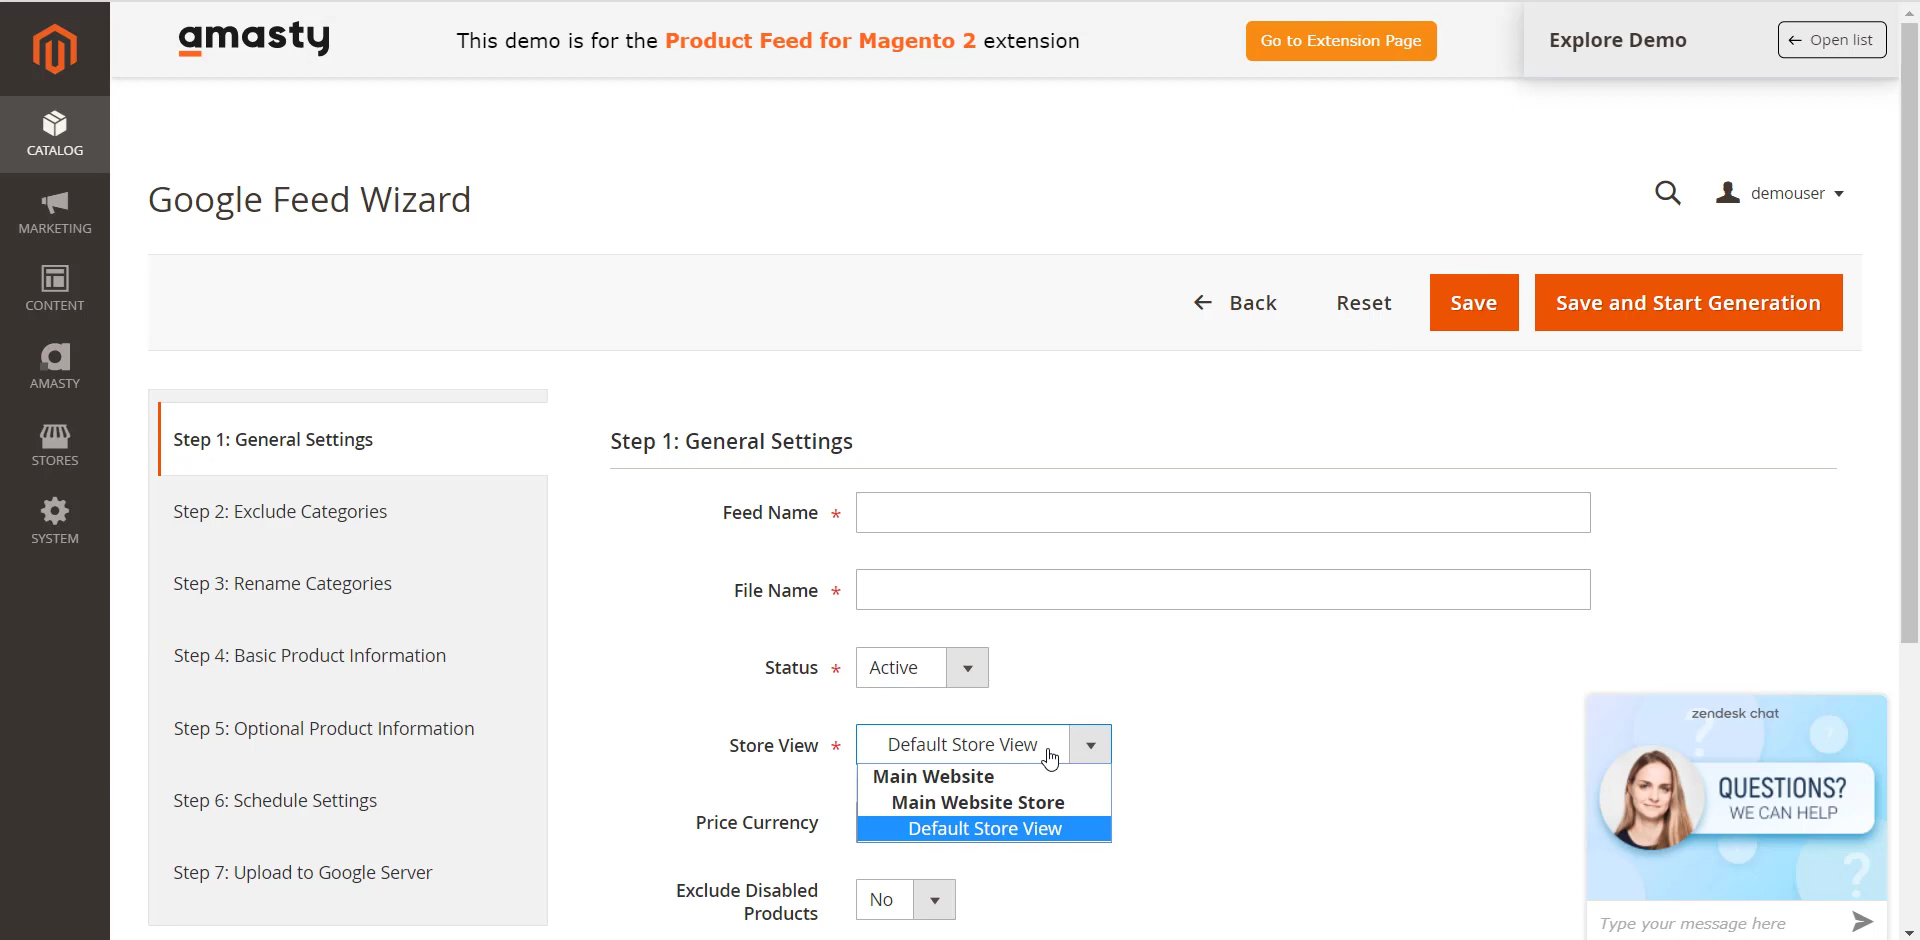 amasty
This demo is for the Product Feed for Magento 2 extension
Go to Extension Page
Explore Demo
← Open list
CATALOG
MARKETING
CONTENT
AMASTY
STORES
SYSTEM
Google Feed Wizard
demouser
← Back
Reset
Save
Save and Start Generation
Step 1: General Settings
Step 2: Exclude Categories
Step 3: Rename Categories
Step 4: Basic Product Information
Step 5: Optional Product Information
Step 6: Schedule Settings
Step 7: Upload to Google Server
Step 1: General Settings
Feed Name *
File Name *
Status * Active
Store View * Default Store View
Main Website
Main Website Store
Default Store View
Price Currency
Exclude Disabled
Products
No
zendesk chat
QUESTIONS?
WE CAN HELP
Type your message here